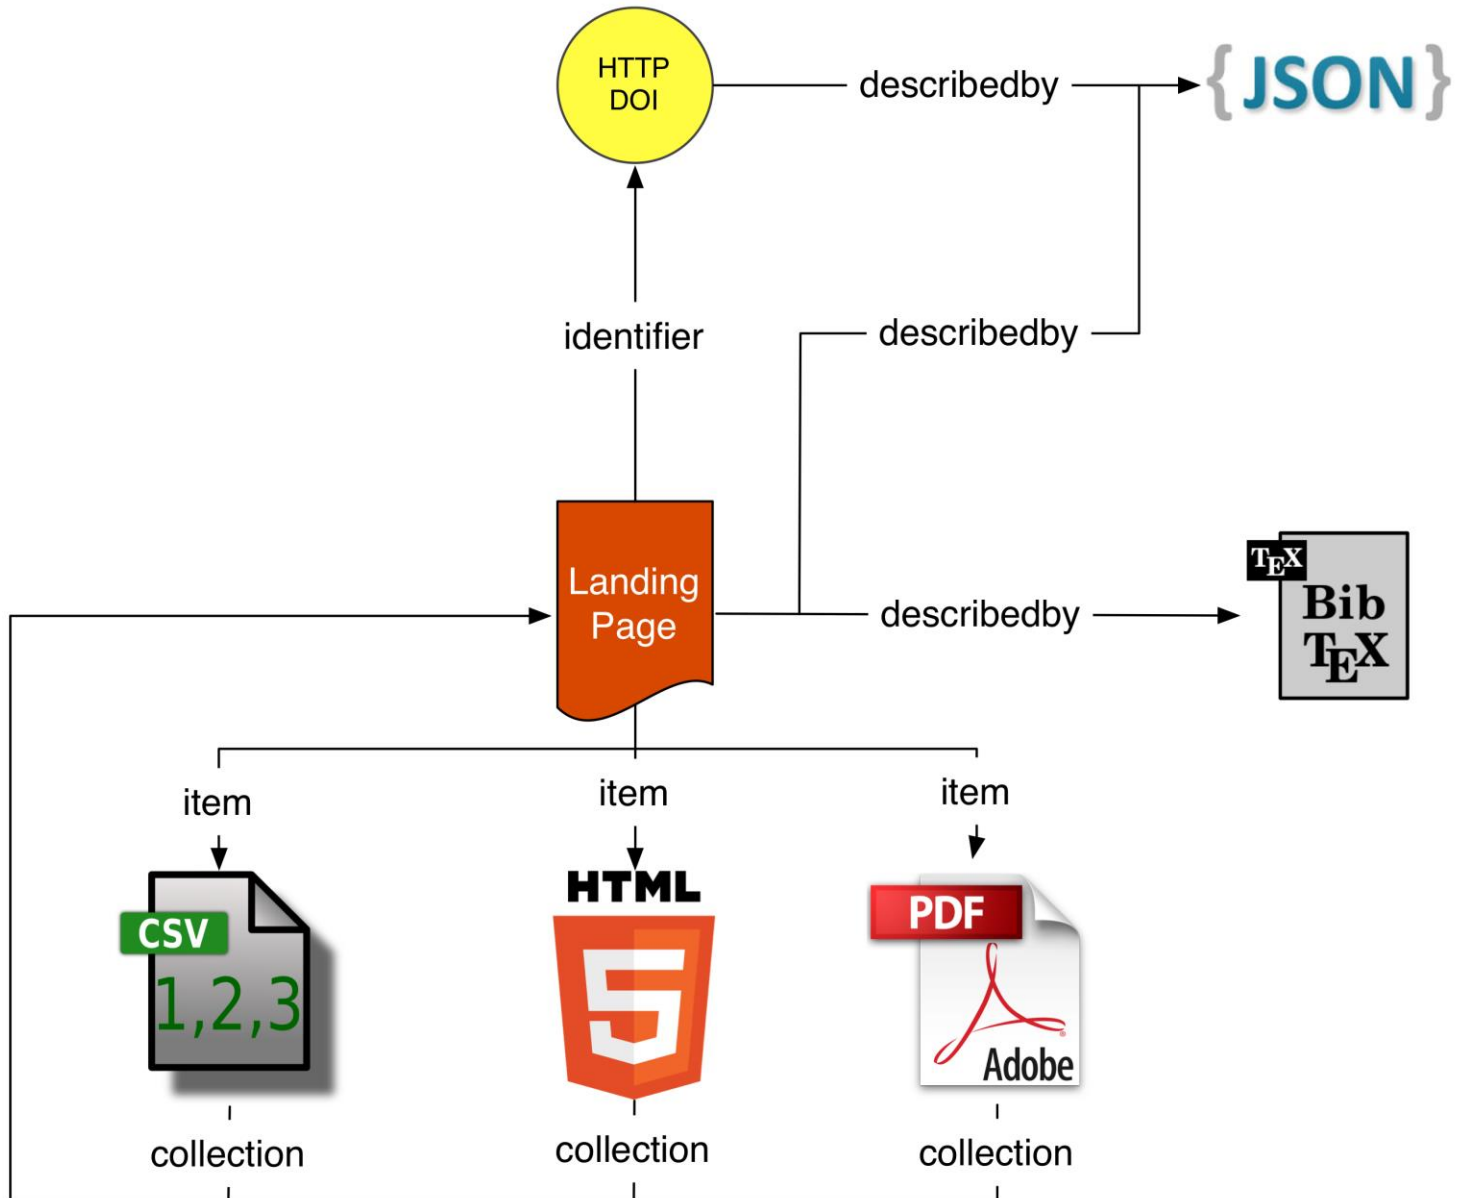 HTTP
DOI
describedby
{JSON}
identifier
describedby
Landing
Page
describedby
TEX
Bib
TEX
item
item
item
CSV
1,2,3
HTML
5
PDF
Adobe
collection
collection
collection